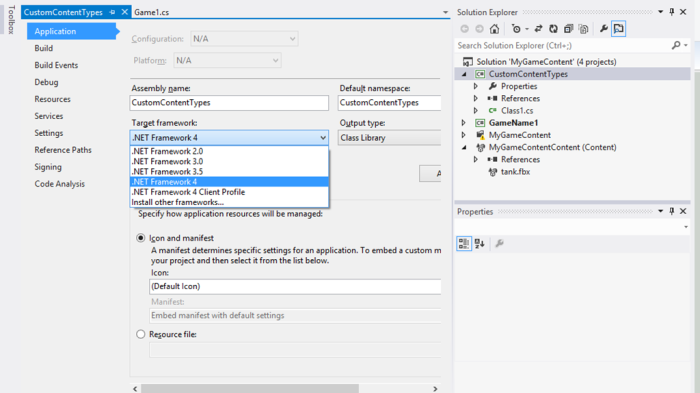 Toolbox
CustomContentTypes
Game1.cs
Application
Build
Build Events
Debug
Resources
Services
Settings
Reference Paths
Signing
Code Analysis
Configuration: N/A
Platform: N/A
Assembly name:
CustomContentTypes
Default namespace:
CustomContentTypes
Target framework:
.NET Framework 4
Output type:
Class Library
.NET Framework 2.0
.NET Framework 3.0
.NET Framework 3.5
.NET Framework 4
.NET Framework 4 Client Profile
Install other frameworks...
A
Specify how application resources will be managed:
Icon and manifest
A manifest determines specific settings for an application. To embed a custom m
your project and then select it from the list below.
Icon:
(Default Icon)
Manifest:
Embed manifest with default settings
Resource file:
Solution Explorer
Search Solution Explorer (Ctrl+;)
Solution 'MyGameContent' (4 projects)
CustomContentTypes
Properties
References
Class1.cs
GameName1
MyGameContent
MyGameContentContent (Content)
References
tank.fbx
Properties